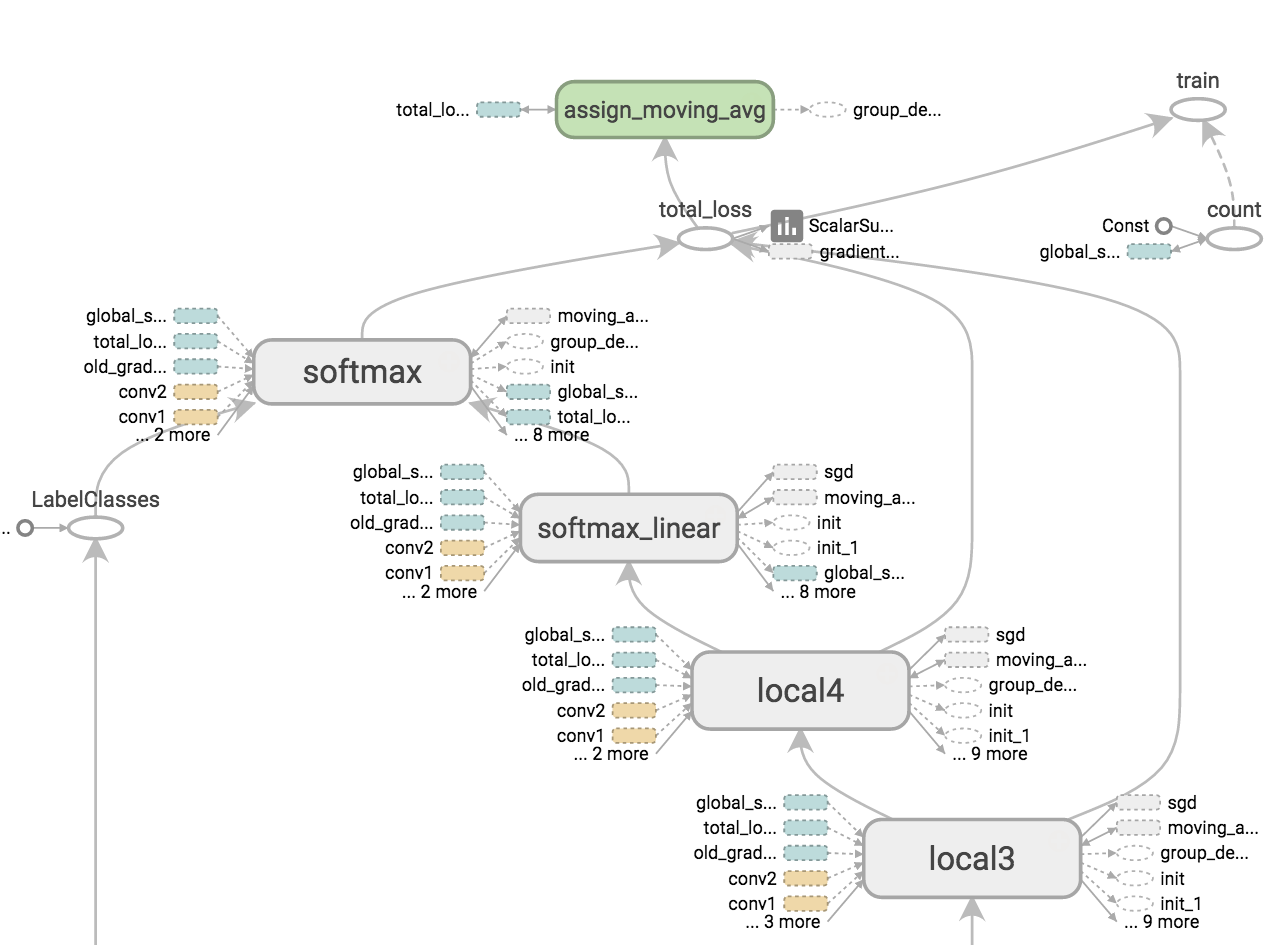 train
total_lo... assign_moving_avg group_de...
total_loss
count
ScalarSu...
Const
gradient...
global_s...
global_s...
total_lo...
old_grad...
conv2
conv1
... 2 more
softmax
moving_a...
group_de...
init
global_s...
total_lo...
... 8 more
LabelClasses
..
global_s...
total_lo...
old_grad...
conv2
conv1
... 2 more
softmax_linear
sgd
moving_a...
init
init_1
global_s...
... 8 more
global_s...
total_lo...
old_grad...
conv2
conv1
... 2 more
local4
sgd
moving_a...
group_de...
init
init_1
... 9 more
global_s...
total_lo...
old_grad...
conv2
conv1
... 3 more
local3
sgd
moving_a...
group_de...
init
init_1
... 9 more